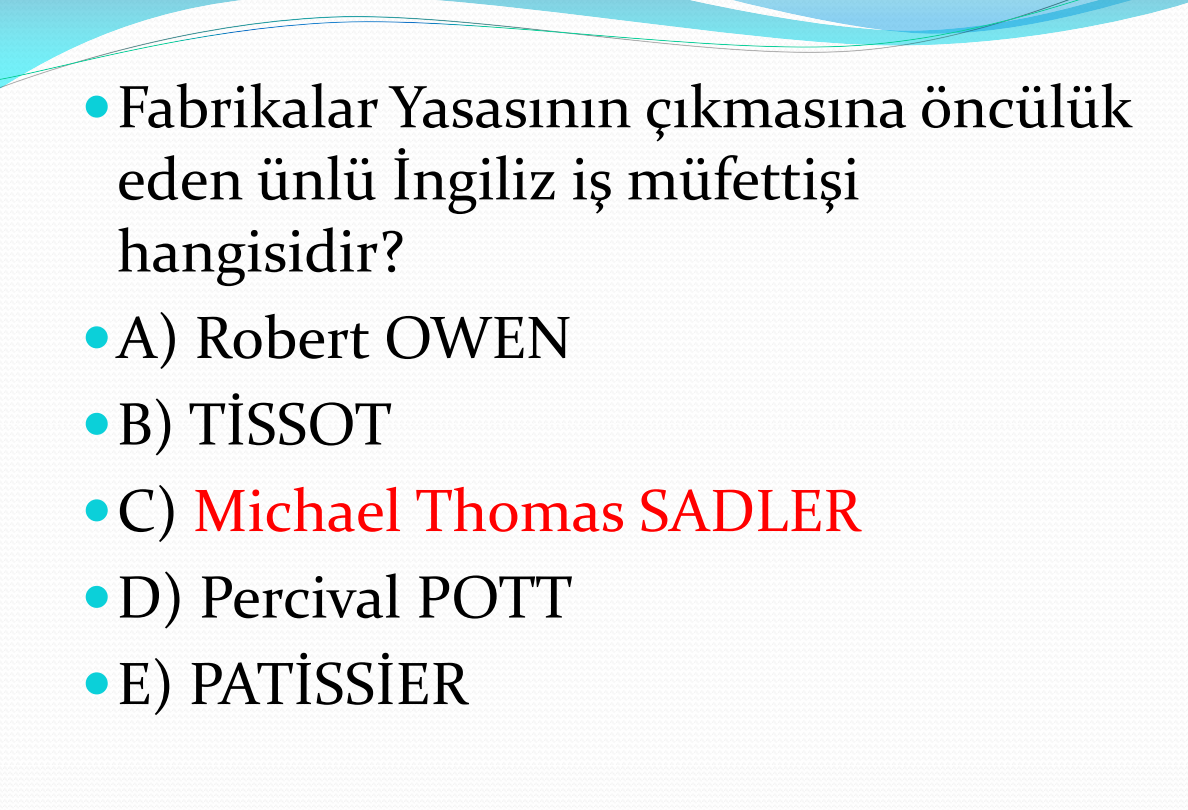 Fabrikalar Yasasının çıkmasına öncülük
eden ünlü İngiliz iş müfettişi
hangisidir?
A) Robert OWEN
B) TİSSOT
C) Michael Thomas SADLER
D) Percival POTT
E) PATİSSİER